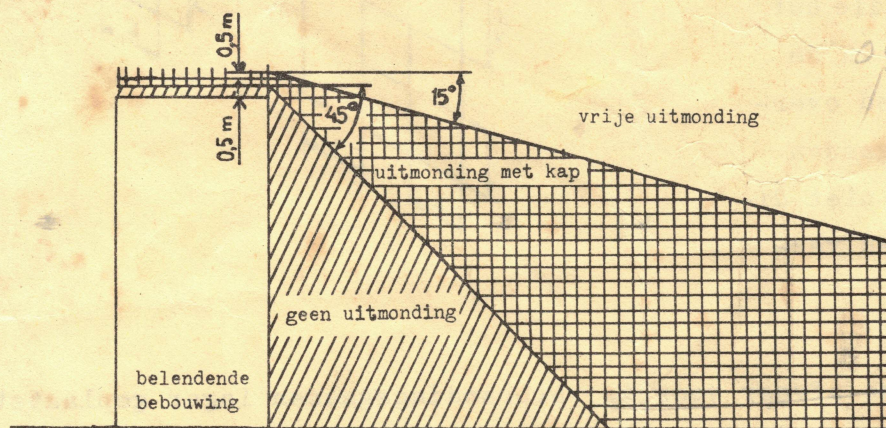 0,5 m
0,5 m
45°
15°
vrije uitmonding
uitmonding met kap
geen uitmonding
belendende
bebouwing